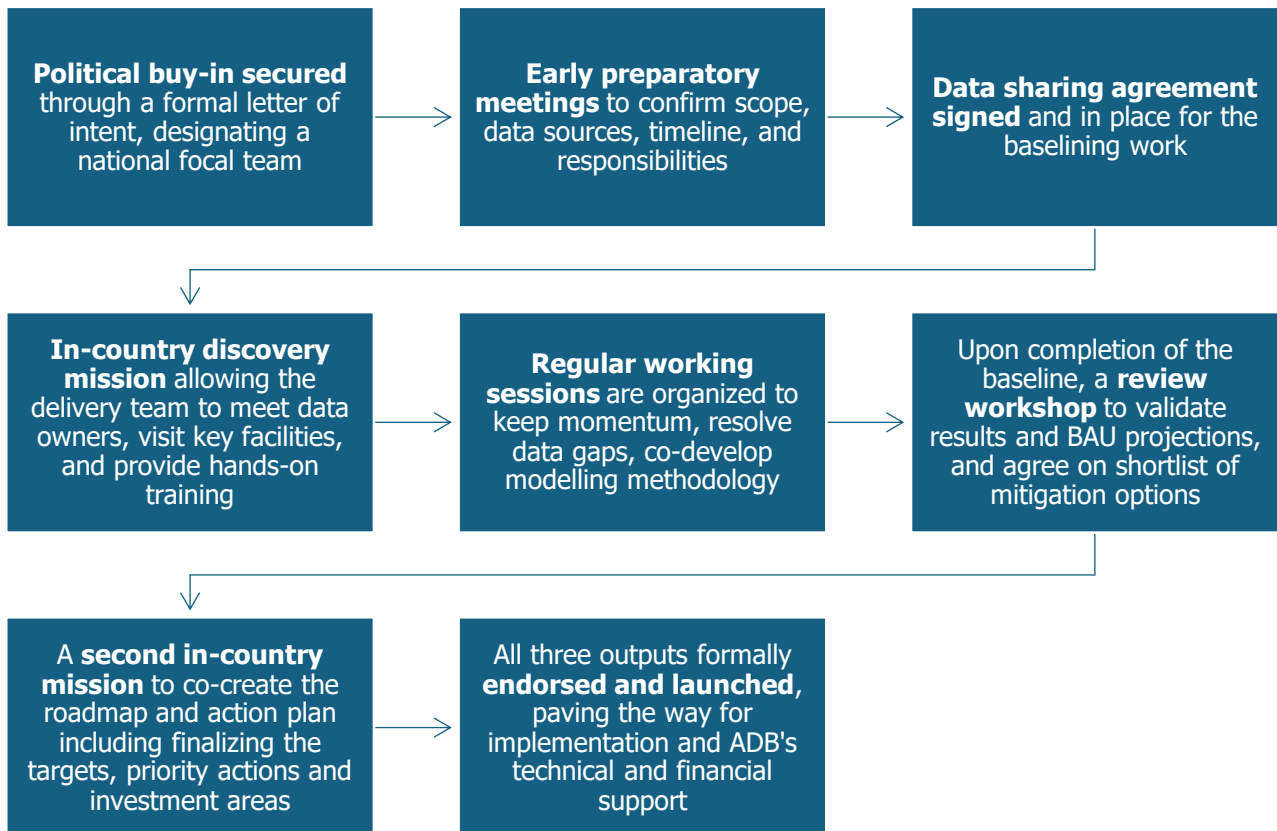 Political buy-in secured
through a formal letter of
intent, designating a
national focal team
Early preparatory
meetings to confirm scope,
data sources, timeline, and
responsibilities
Data sharing agreement
signed and in place for the
baselining work
In-country discovery
mission allowing the
delivery team to meet data
owners, visit key facilities,
and provide hands-on
training
Regular working
sessions are organized to
keep momentum, resolve
data gaps, co-develop
modelling methodology
Upon completion of the
baseline, a review
workshop to validate
results and BAU projections,
and agree on shortlist of
mitigation options
A second in-country
mission to co-create the
roadmap and action plan
including finalizing the
targets, priority actions and
investment areas
All three outputs formally
endorsed and launched,
paving the way for
implementation and ADB's
technical and financial
support